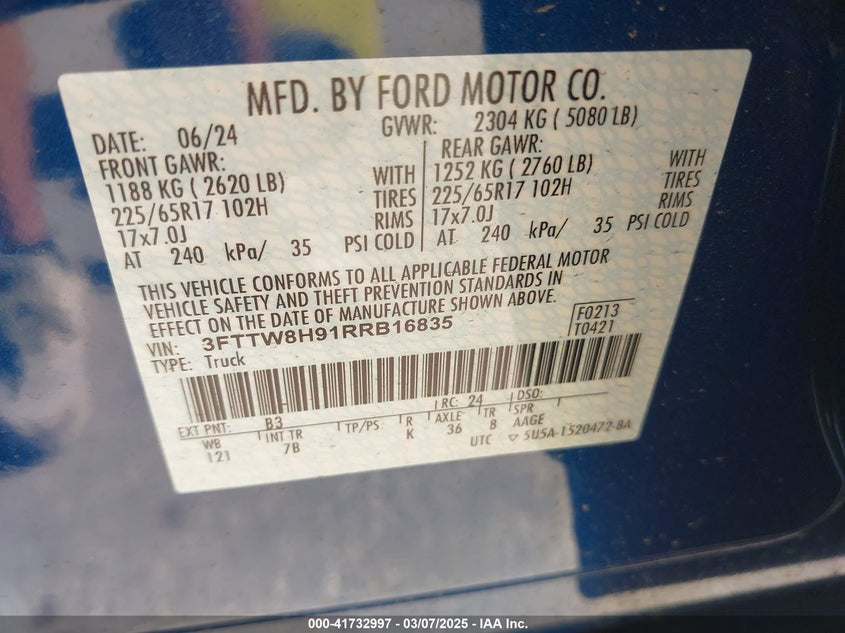 MFD. BY FORD MOTOR CO.
DATE: 06/24 GVWR: 2304 KG ( 5080 LB)
FRONT GAWR: REAR GAWR:
1188 KG ( 2620 LB) WITH 1252 KG ( 2760 LB) WITH
225/65R17 102H TIRES 225/65R17 102H TIRES
17x7.0J RIMS 17x7.0J RIMS
AT 240 kPa/ 35 PSI COLD AT 240 kPa/ 35 PSI COLD
THIS VEHICLE CONFORMS TO ALL APPLICABLE FEDERAL MOTOR
VEHICLE SAFETY AND THEFT PREVENTION STANDARDS IN
EFFECT ON THE DATE OF MANUFACTURE SHOWN ABOVE.
F0213
VIN: 3FTTW8H91RRB16835 T0421
TYPE: Truck
EXT PNT: B3 RC: 24 DSO:
WB INT TR TP/PS R AXLE TR SPR
121 7B K 36 8 AAGE
UTC 5U5A-1520472-BA
000-41732997 — 03/07/2025 — IAA Inc.